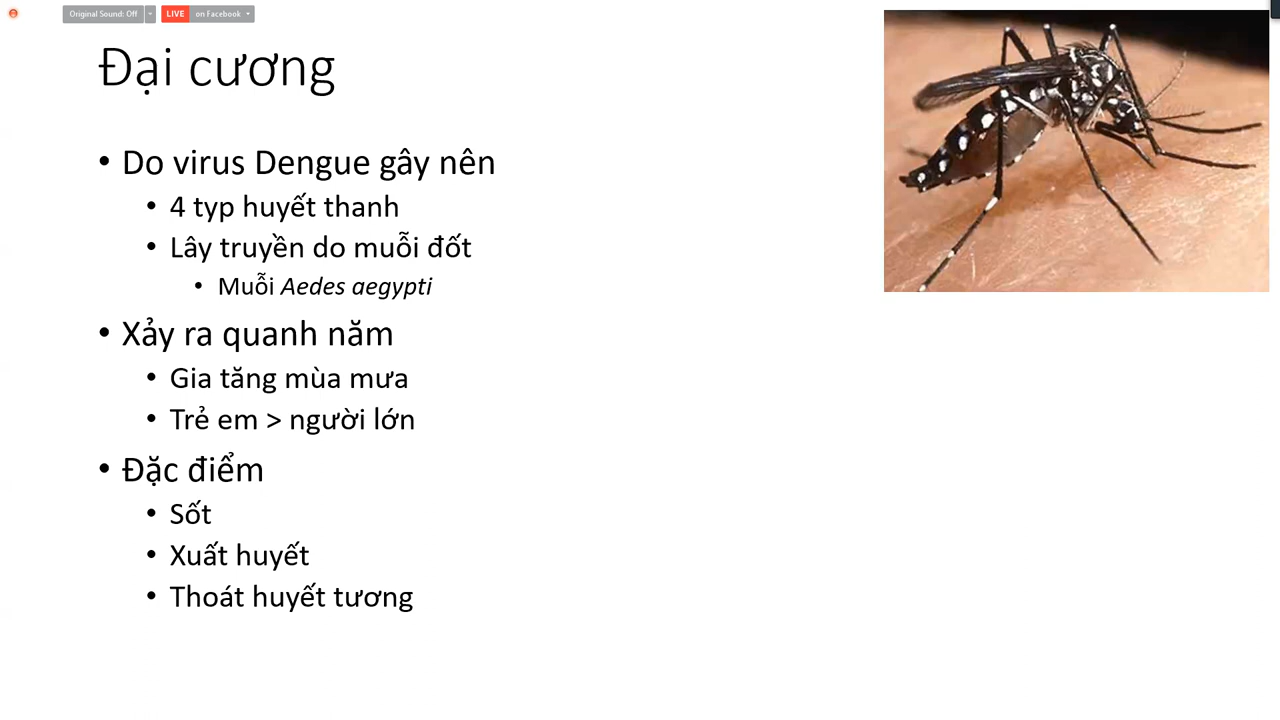 Original Sound: Off
LIVE on Facebook
Đại cương
• Do virus Dengue gây nên
• 4 typ huyết thanh
• Lây truyền do muỗi đốt
• Muỗi Aedes aegypti
• Xảy ra quanh năm
• Gia tăng mùa mưa
• Trẻ em > người lớn
• Đặc điểm
• Sốt
• Xuất huyết
• Thoát huyết tương